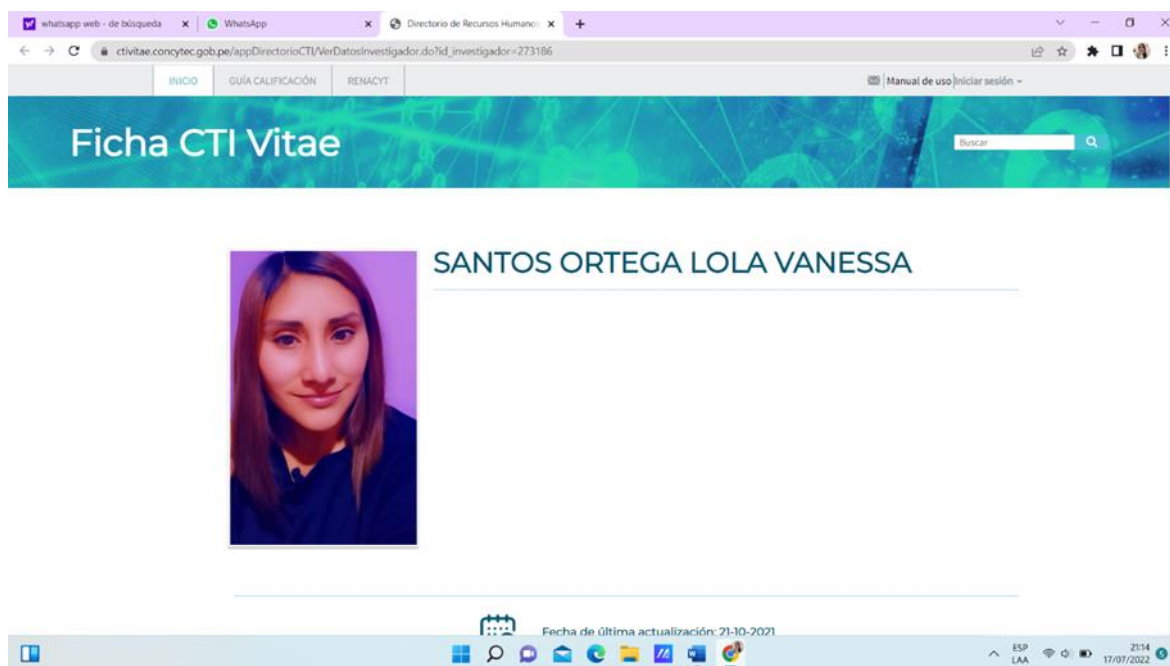 whatsapp web - de búsqueda
WhatsApp
Directorio de Recursos Humanos
ctivitae.concytec.gob.pe/appDirectorioCTI/VerDatosInvestigador.do?id_investigador=273186
INICIO
GUÍA CALIFICACIÓN
RENACYT
Manual de uso
Iniciar sesión
Ficha CTI Vitae
Buscar
SANTOS ORTEGA LOLA VANESSA
Fecha de última actualización: 21-10-2021
ESP
LAA
21:14
17/07/2022